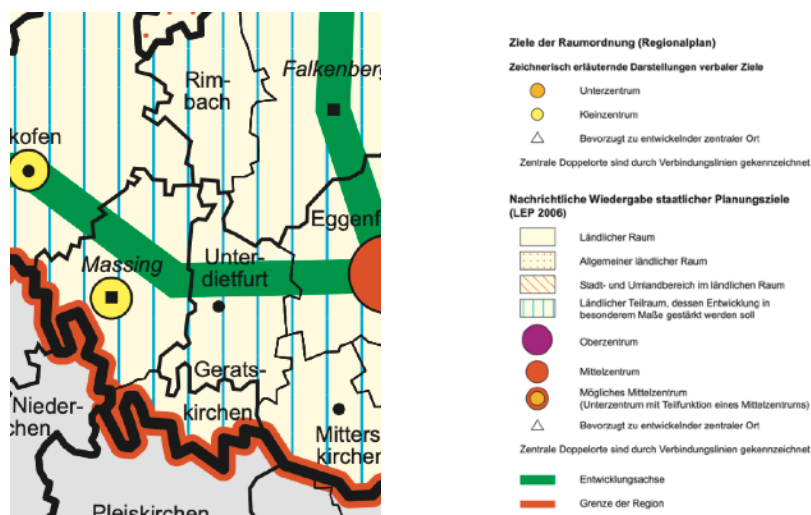 Rim-
bach
Falkenberg
kofen
Eggenf
Massing
Unter-
dietfurt
Gerats-
kirchen
Nieder-
chen
Mitters
kirchen
Pleiskirchen
Ziele der Raumordnung (Regionalplan)
Zeichnerisch erläuternde Darstellungen verbaler Ziele
Unterzentrum
Kleinzentrum
Bevorzugt zu entwickelnder zentraler Ort
Zentrale Doppelorte sind durch Verbindungslinien gekennzeichnet
Nachrichtliche Wiedergabe staatlicher Planungsziele
(LEP 2006)
Ländlicher Raum
Allgemeiner ländlicher Raum
Stadt- und Umlandbereich im ländlichen Raum
Ländlicher Teilraum, dessen Entwicklung in
besonderem Maße gestärkt werden soll
Oberzentrum
Mittelzentrum
Mögliches Mittelzentrum
(Unterzentrum mit Teilfunktion eines Mittelzentrums)
Bevorzugt zu entwickelnder zentraler Ort
Zentrale Doppelorte sind durch Verbindungslinien gekennzeichnet
Entwicklungsachse
Grenze der Region